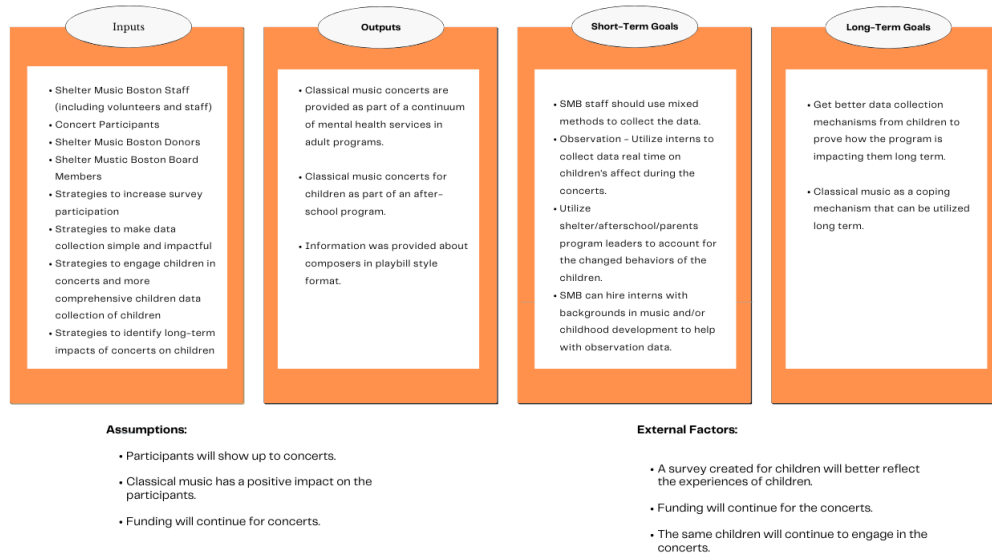 Inputs
• Shelter Music Boston Staff
(including volunteers and staff)
• Concert Participants
• Shelter Music Boston Donors
• Shelter Mustic Boston Board
Members
• Strategies to increase survey
participation
• Strategies to make data
collection simple and impactful
• Strategies to engage children in
concerts and more
comprehensive children data
collection of children
• Strategies to identify long-term
impacts of concerts on children
Outputs
• Classical music concerts are
provided as part of a continuum
of mental health services in
adult programs.
• Classical music concerts for
children as part of an after-
school program.
• Information was provided about
composers in playbill style
format.
Short-Term Goals
• SMB staff should use mixed
methods to collect the data.
• Observation - Utilize interns to
collect data real time on
children's affect during the
concerts.
• Utilize
shelter/afterschool/parents
program leaders to account for
the changed behaviors of the
children.
• SMB can hire interns with
backgrounds in music and/or
childhood development to help
with observation data.
Long-Term Goals
• Get better data collection
mechanisms from children to
prove how the program is
impacting them long term.
• Classical music as a coping
mechanism that can be utilized
long term.
Assumptions:
• Participants will show up to concerts.
• Classical music has a positive impact on the
participants.
• Funding will continue for concerts.
External Factors:
• A survey created for children will better reflect
the experiences of children.
• Funding will continue for the concerts.
• The same children will continue to engage in the
concerts.